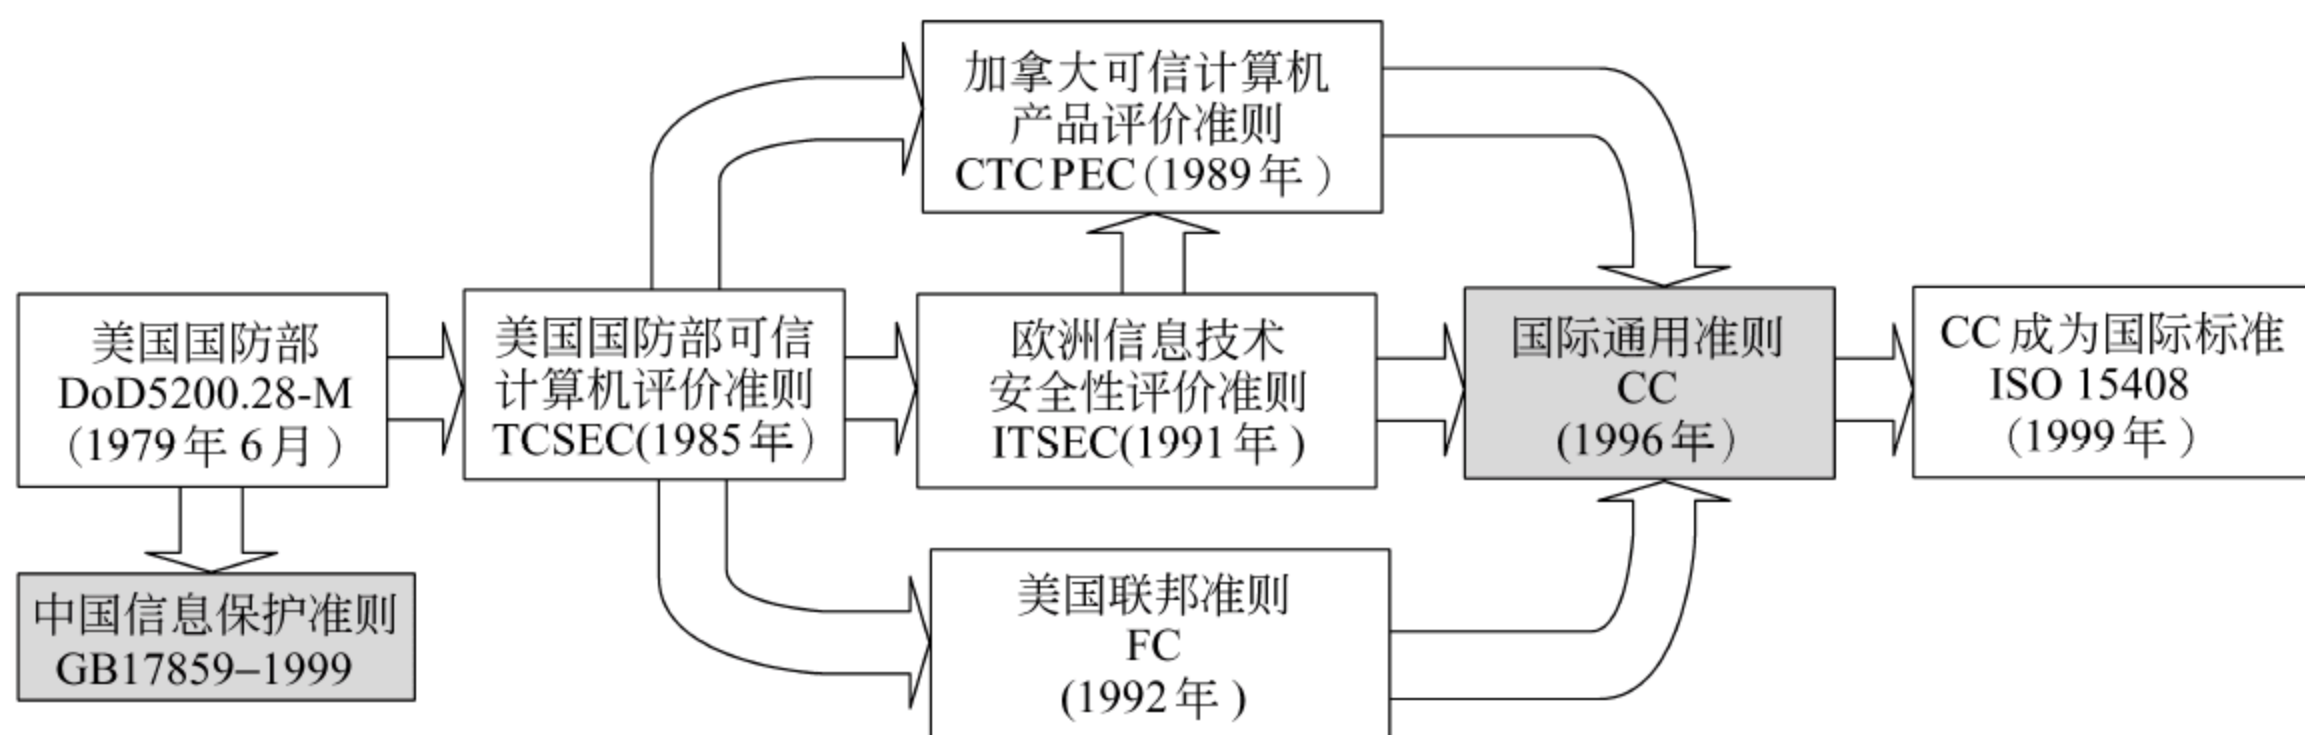 加拿大可信计算机
产品评价准则
CTCPEC(1989年)
美国国防部
DoD5200.28-M
(1979年6月)
美国国防部可信
计算机评价准则
TCSEC(1985年)
欧洲信息技术
安全性评价准则
ITSEC(1991年)
国际通用准则
CC
(1996年)
CC成为国际标准
ISO 15408
(1999年)
中国信息保护准则
GB17859–1999
美国联邦准则
FC
(1992年)